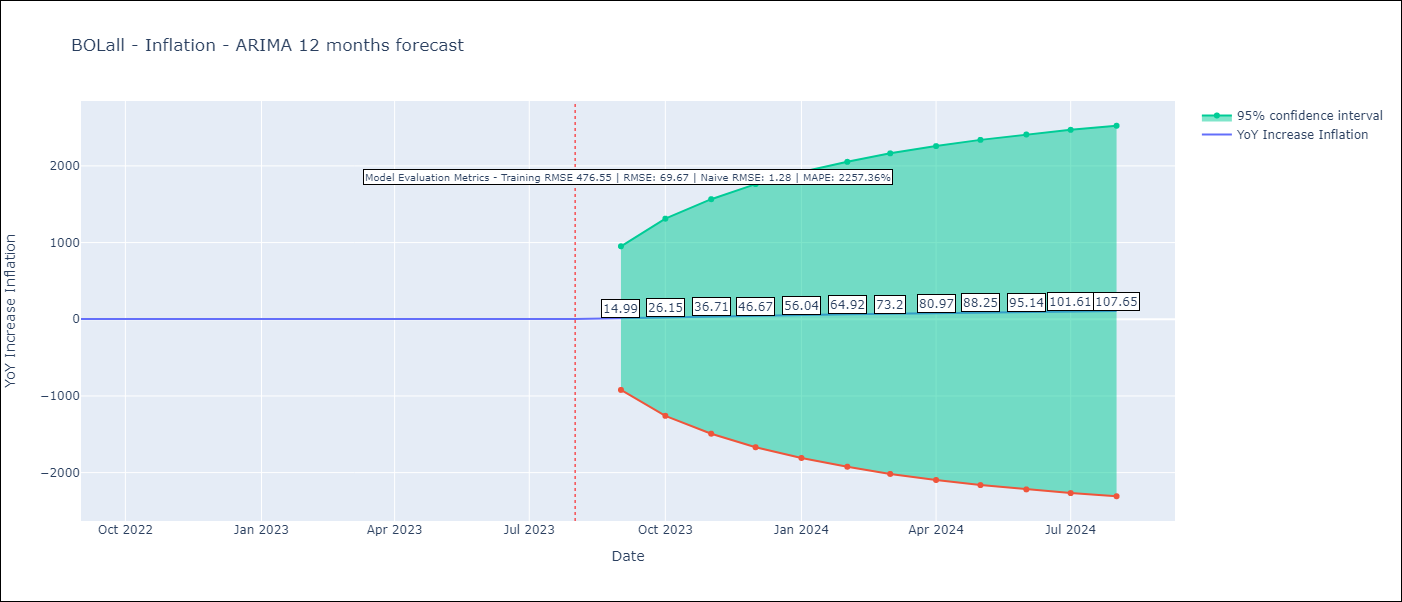 BOLall - Inflation - ARIMA 12 months forecast
95% confidence interval
YoY Increase Inflation
2000
1000
0
−1000
−2000
YoY Increase Inflation
Model Evaluation Metrics - Training RMSE 476.55 | RMSE: 69.67 | Naive RMSE: 1.28 | MAPE: 2257.36%
14.99 26.15 36.71 46.67 56.04 64.92 73.2 80.97 88.25 95.14 101.61 107.65
Oct 2022 Jan 2023 Apr 2023 Jul 2023 Oct 2023 Jan 2024 Apr 2024 Jul 2024
Date